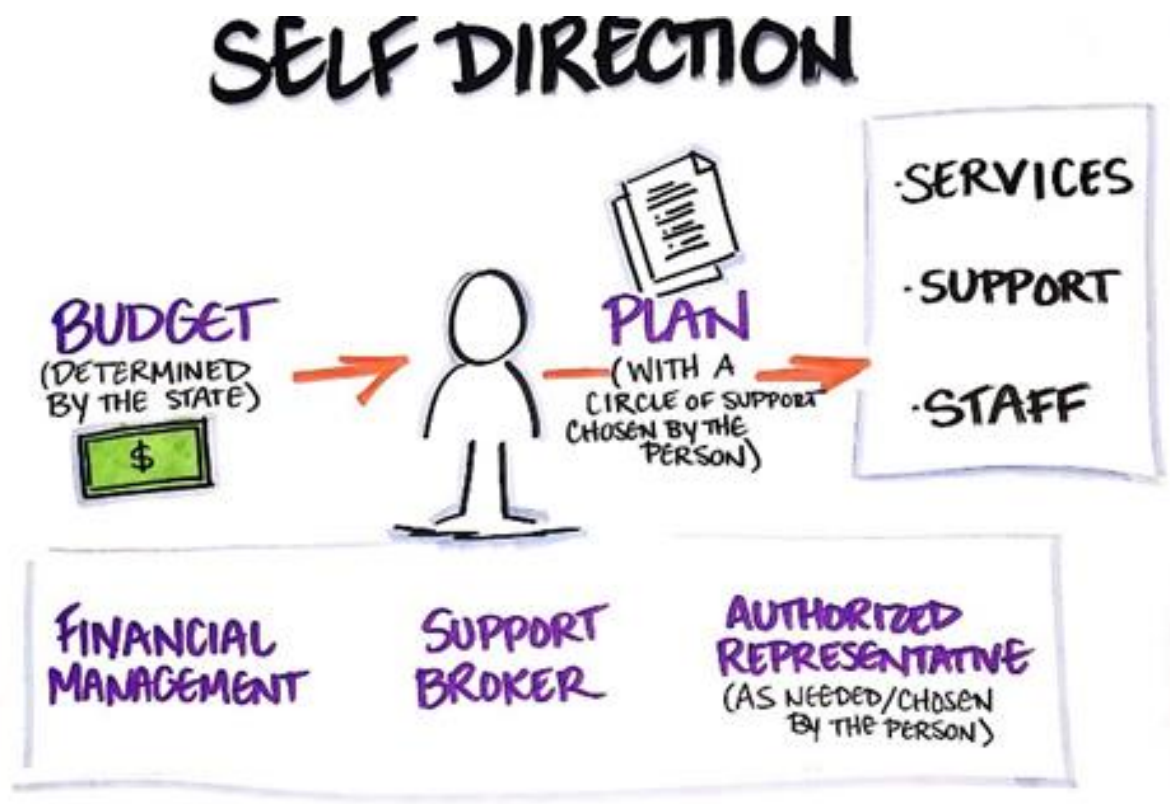 SELF DIRECTION
BUDGET
(DETERMINED
BY THE STATE)
$
PLAN
(WITH A
CIRCLE OF SUPPORT
CHOSEN BY THE
PERSON)
·SERVICES
·SUPPORT
·STAFF
FINANCIAL
MANAGEMENT
SUPPORT
BROKER
AUTHORIZED
REPRESENTATIVE
(AS NEEDED/CHOSEN
BY THE PERSON)